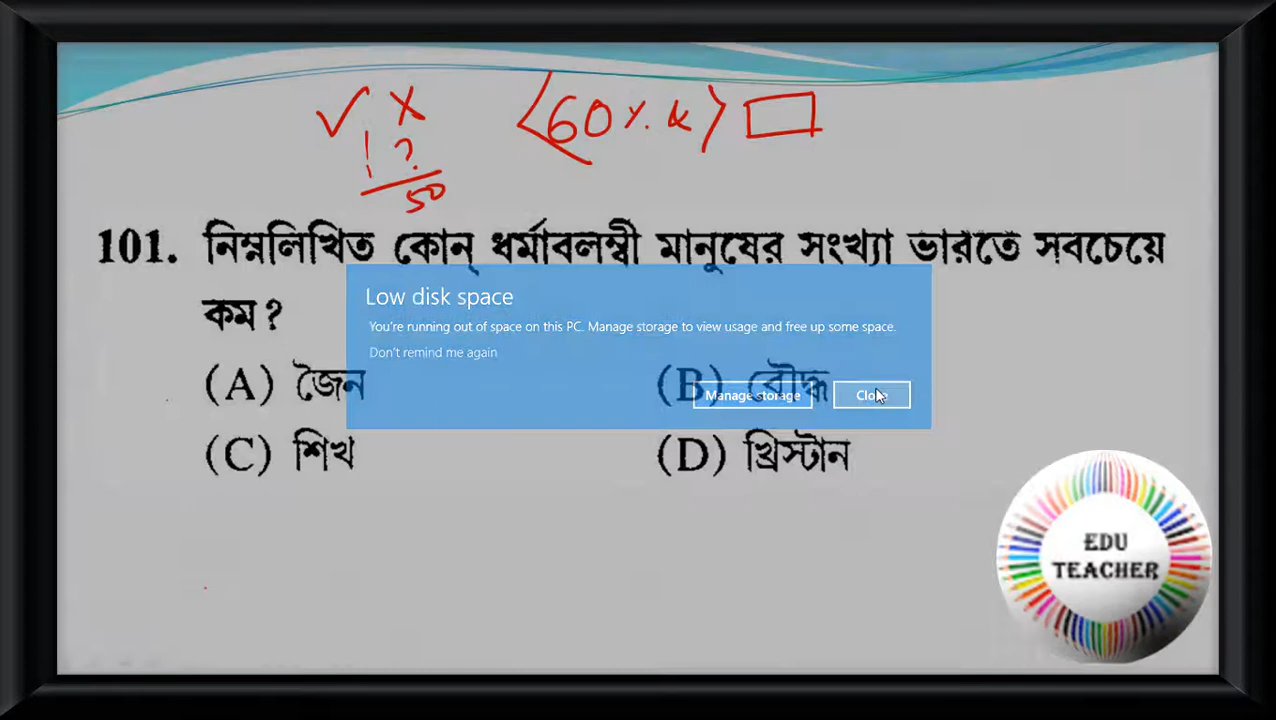 ✓ X <60% এ>
! ?
50
101. নিম্নলিখিত কোন্ ধর্মাবলম্বী মানুষের সংখ্যা ভারতে সবচেয়ে
কম ?
Low disk space
You're running out of space on this PC. Manage storage to view usage and free up some space.
Don't remind me again
(A) জৈন (B) বৌদ্ধ
Manage storage Close
(C) শিখ (D) খ্রিস্টান
EDU
TEACHER